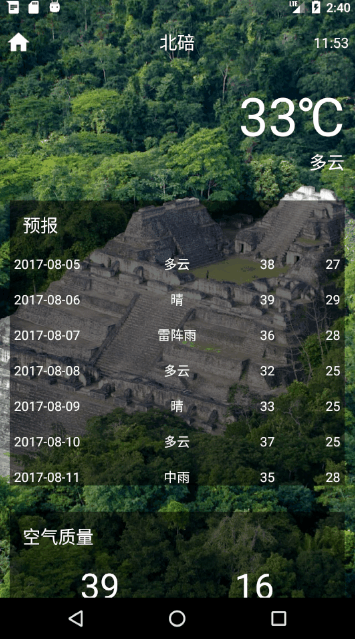 LTE 2:40
北碚 11:53
33℃
多云
预报
2017-08-05 多云 38 27
2017-08-06 晴 39 29
2017-08-07 雷阵雨 36 28
2017-08-08 多云 32 25
2017-08-09 晴 33 25
2017-08-10 多云 37 25
2017-08-11 中雨 35 28
空气质量
39 16